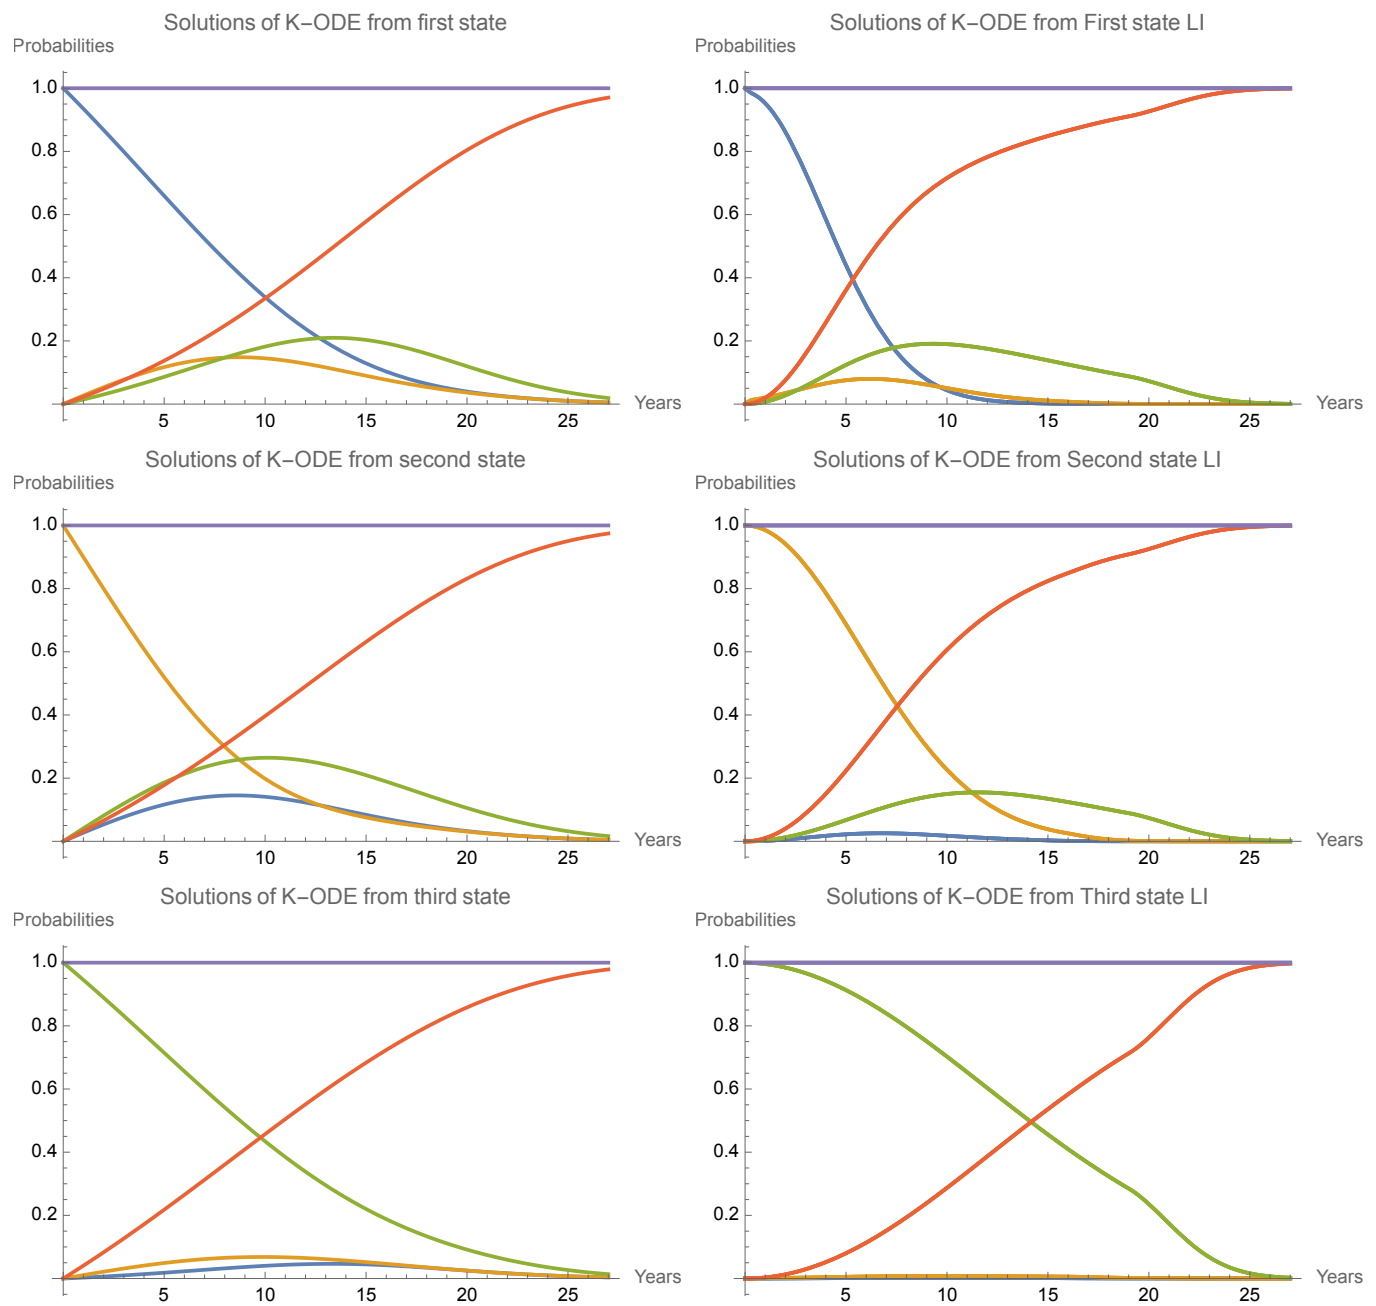 Solutions of K−ODE from first state
Probabilities
1.0
0.8
0.6
0.4
0.2
5 10 15 20 25
Years
Solutions of K−ODE from First state LI
Probabilities
1.0
0.8
0.6
0.4
0.2
5 10 15 20 25
Years
Solutions of K−ODE from second state
Probabilities
1.0
0.8
0.6
0.4
0.2
5 10 15 20 25
Years
Solutions of K−ODE from Second state LI
Probabilities
1.0
0.8
0.6
0.4
0.2
5 10 15 20 25
Years
Solutions of K−ODE from third state
Probabilities
1.0
0.8
0.6
0.4
0.2
5 10 15 20 25
Years
Solutions of K−ODE from Third state LI
Probabilities
1.0
0.8
0.6
0.4
0.2
5 10 15 20 25
Years